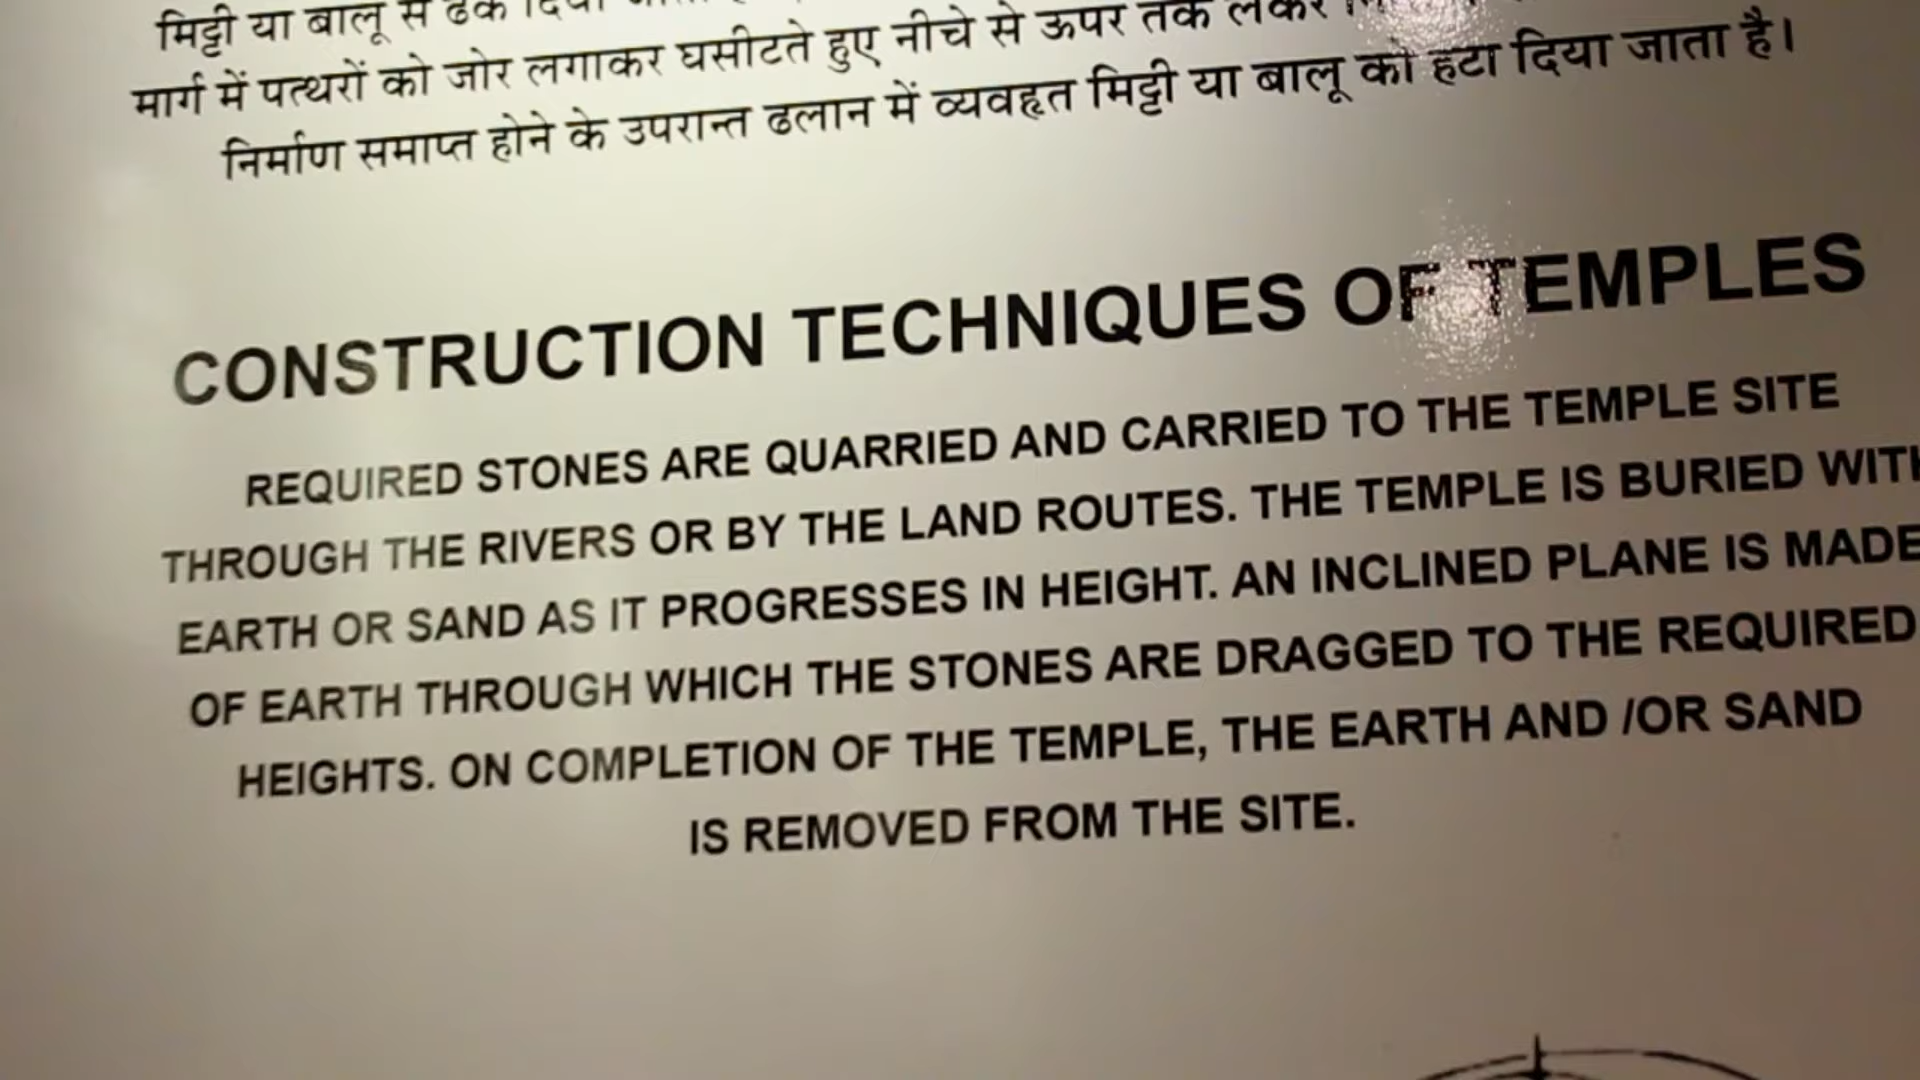 मिट्टी या बालू से ढक दिया
मार्ग में पत्थरों को जोर लगाकर घसीटते हुए नीचे से ऊपर तक लेकर
निर्माण समाप्त होने के उपरान्त ढलान में व्यवहृत मिट्टी या बालू को हटा दिया जाता है।
CONSTRUCTION TECHNIQUES OF TEMPLES
REQUIRED STONES ARE QUARRIED AND CARRIED TO THE TEMPLE SITE
THROUGH THE RIVERS OR BY THE LAND ROUTES. THE TEMPLE IS BURIED WITH
EARTH OR SAND AS IT PROGRESSES IN HEIGHT. AN INCLINED PLANE IS MADE
OF EARTH THROUGH WHICH THE STONES ARE DRAGGED TO THE REQUIRED
HEIGHTS. ON COMPLETION OF THE TEMPLE, THE EARTH AND /OR SAND
IS REMOVED FROM THE SITE.